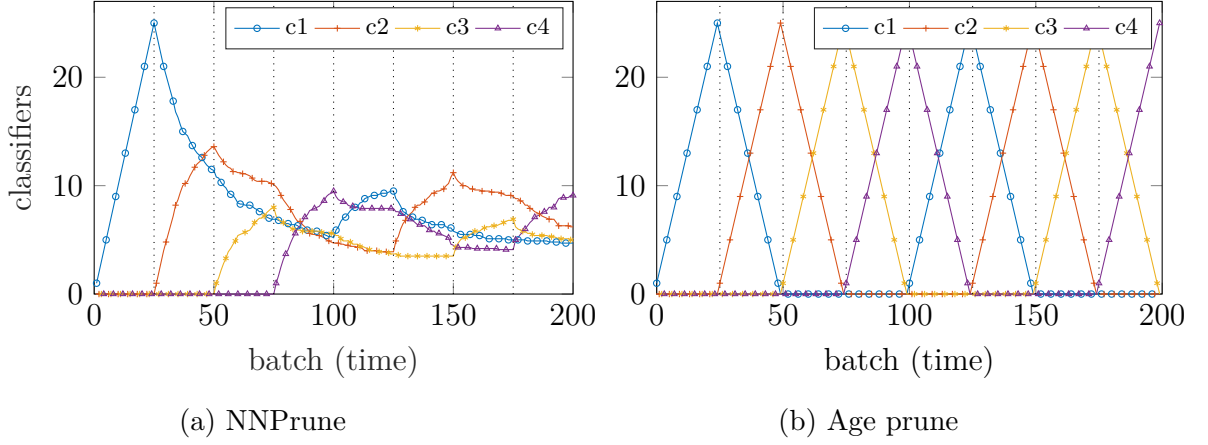 c1 c2 c3 c4
20
10
0
0 50 100 150 200
classifiers
batch (time)
(a) NNPrune
c1 c2 c3 c4
20
10
0
0 50 100 150 200
batch (time)
(b) Age prune